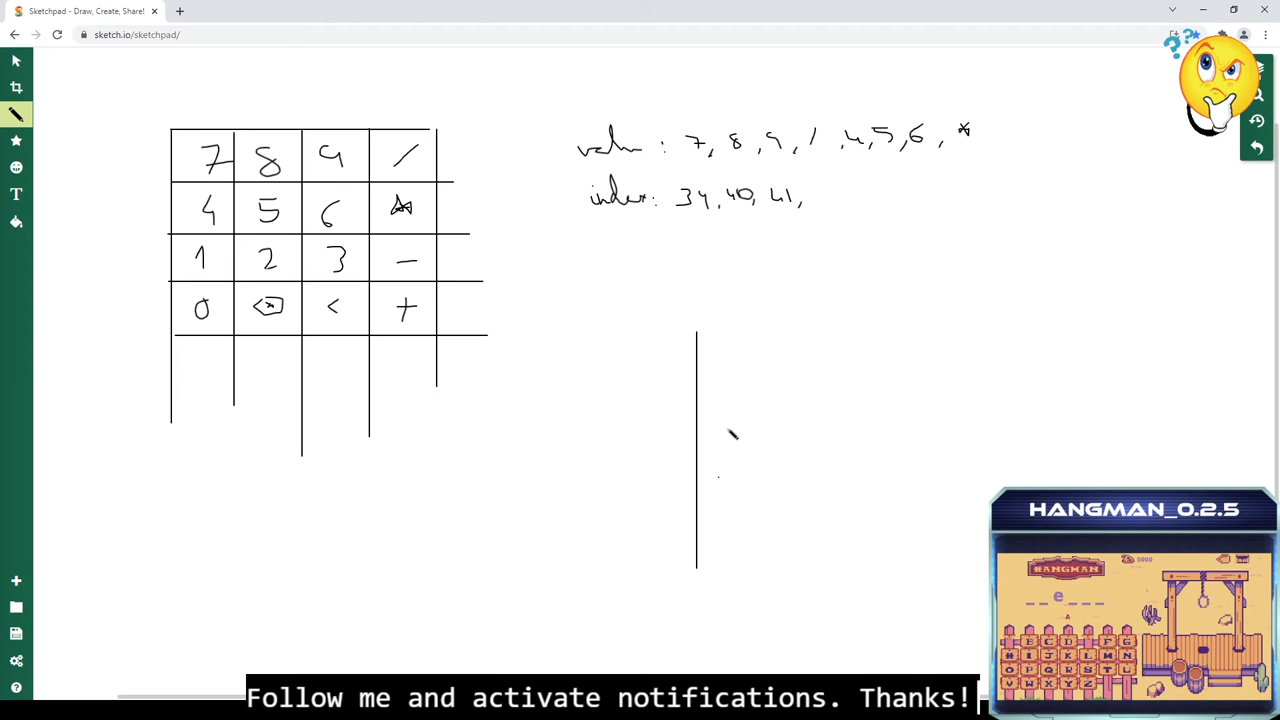 Sketchpad - Draw, Create, Share!
sketch.io/sketchpad/
7 8 9 /
4 5 6 *
1 2 3 -
0 < +
value : 7, 8, 9, /, 4, 5, 6, *
index: 34, 40, 41,
HANGMAN_0.2.5
HANGMAN
_ _ e _ _ _ _
A
B C D E F G
H I J K L M N
O P Q R S T U
V W X Y Z
Follow me and activate notifications. Thanks!